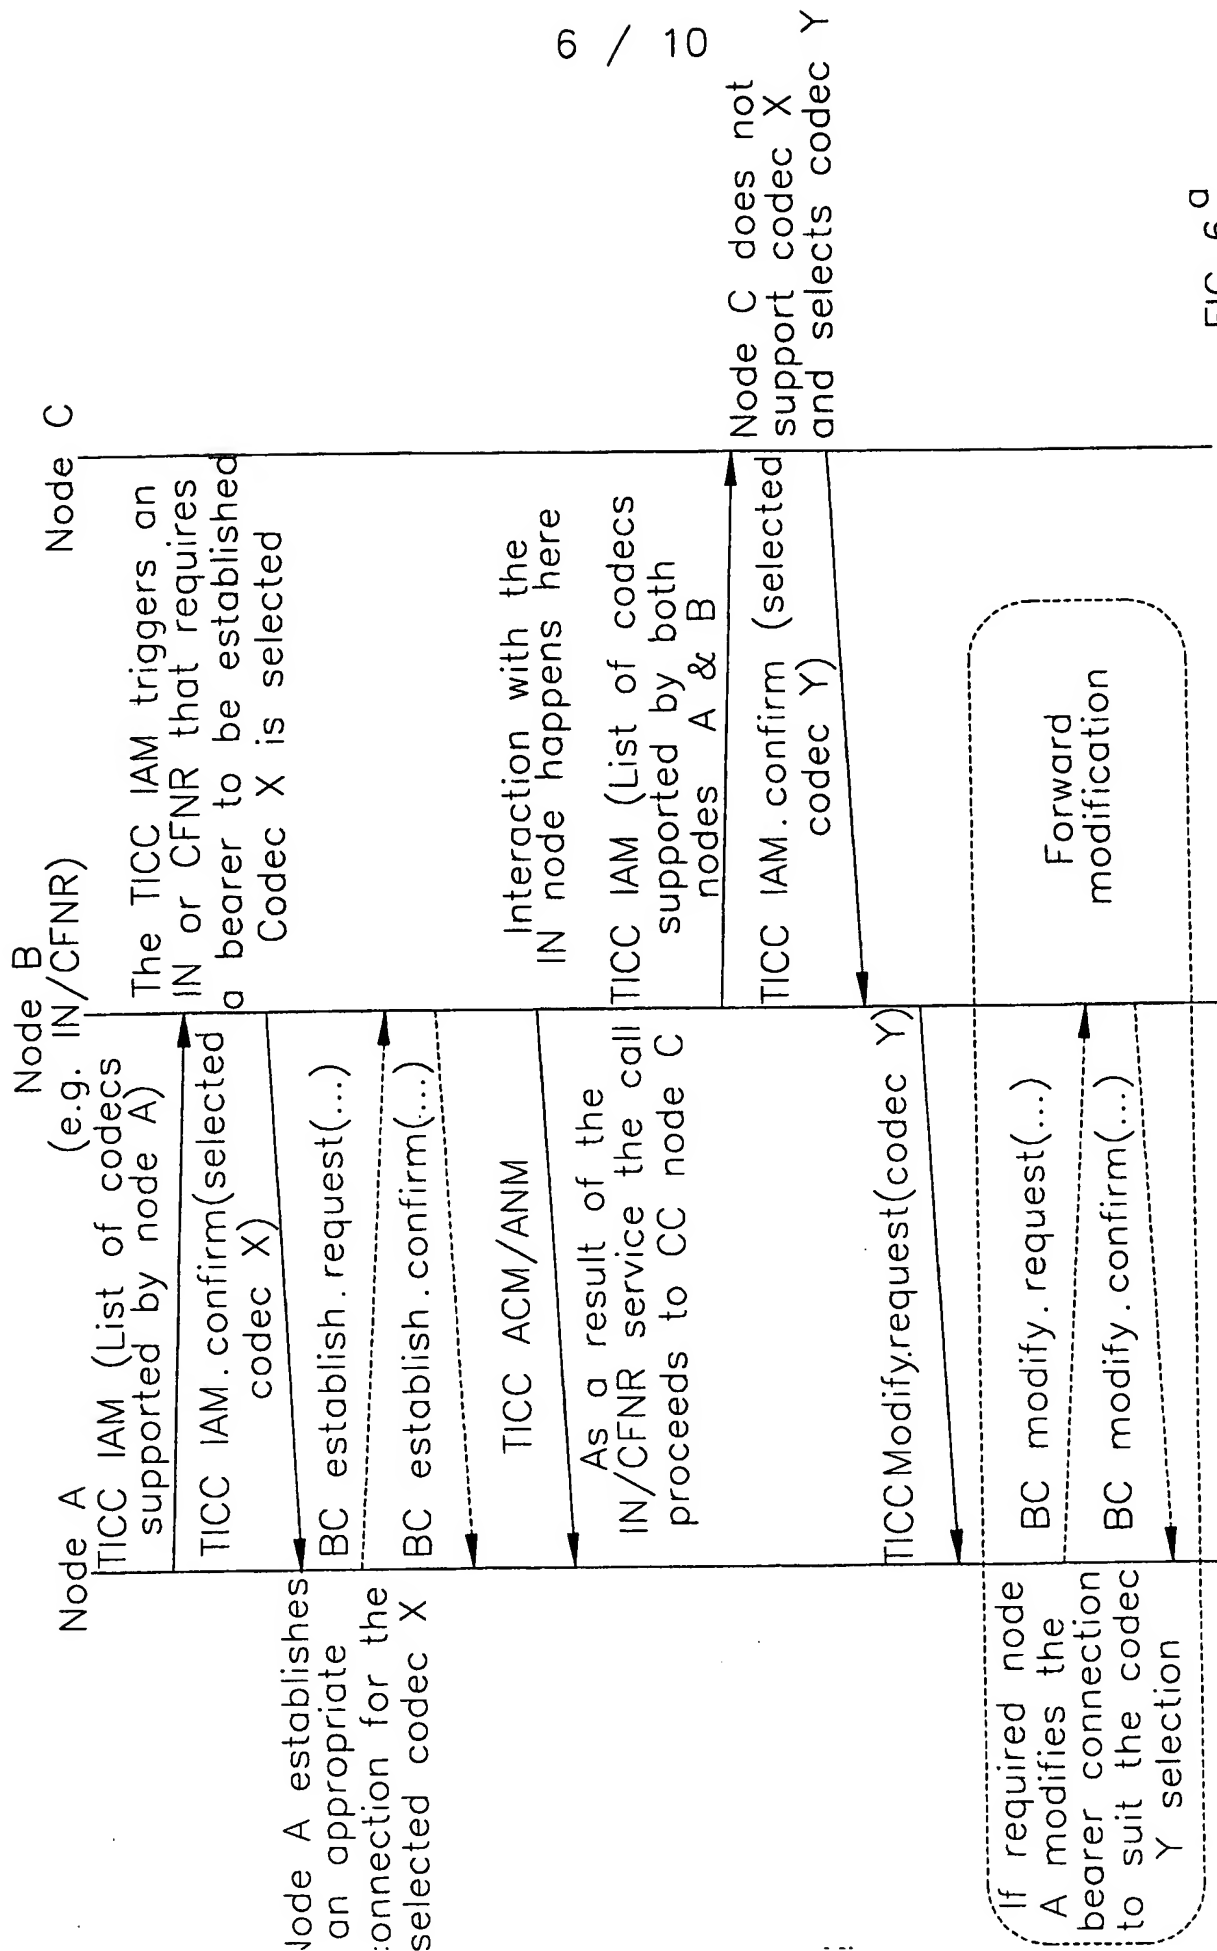 6 / 10
Node A
Node B
(e.g. IN/CFNR)
Node C
TICC IAM (List of codecs
supported by node A)
The TICC IAM triggers an
IN or CFNR that requires
a bearer to be established
Codec X is selected
TICC IAM.confirm(selected
codec X)
Node A establishes
an appropriate
connection for the
selected codec X
BC establish.request(...)
BC establish.confirm(...)
TICC ACM/ANM
Interaction with the
IN node happens here
As a result of the
IN/CFNR service the call
proceeds to CC node C
TICC IAM (List of codecs
supported by both
nodes A & B
Node C does not
support codec X
and selects codec Y
TICC IAM.confirm (selected
codec Y)
TICCModify.request(codec Y)
If required node
A modifies the
bearer connection
to suit the codec
Y selection
BC modify.request(...)
BC modify.confirm(...)
Forward
modification
FIG. 6a